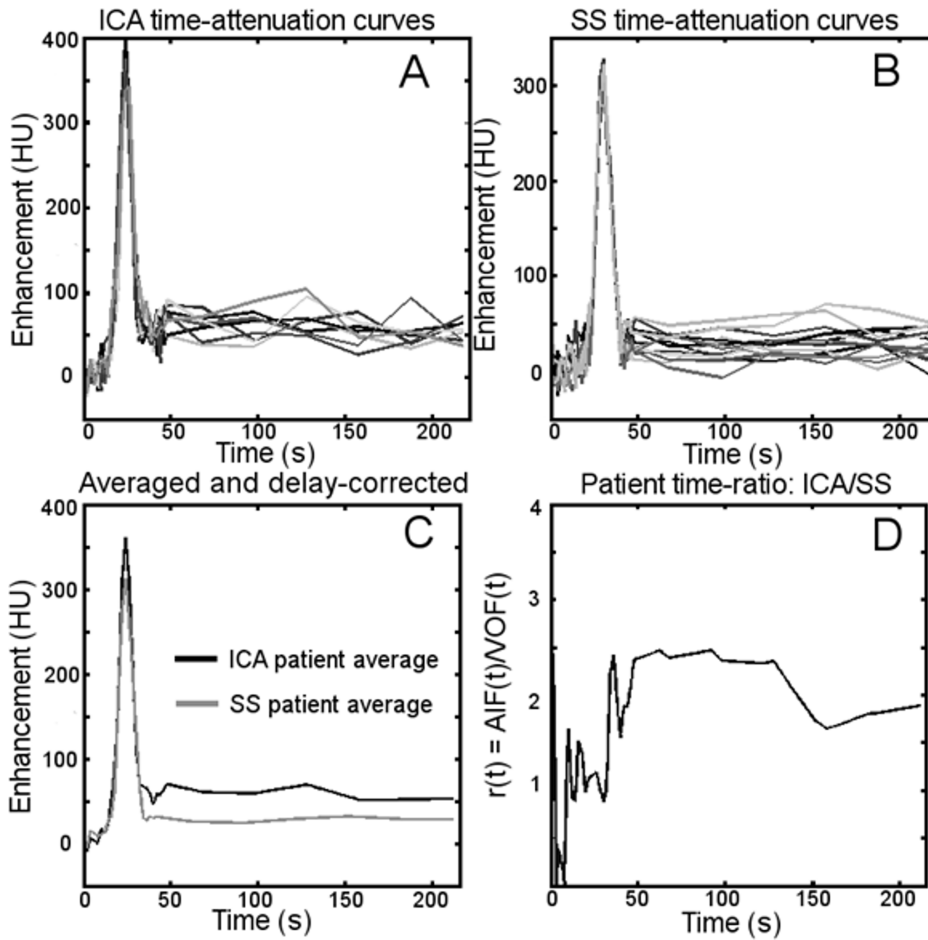 ICA time-attenuation curves
A
Enhancement (HU)
400
300
200
100
0
0 50 100 150 200
Time (s)
SS time-attenuation curves
B
Enhancement (HU)
300
200
100
0
0 50 100 150 200
Time (s)
Averaged and delay-corrected
C
Enhancement (HU)
400
300
200
100
0
ICA patient average
SS patient average
0 50 100 150 200
Time (s)
Patient time-ratio: ICA/SS
D
r(t) = AIF(t)/VOF(t)
4
3
2
1
0 50 100 150 200
Time (s)